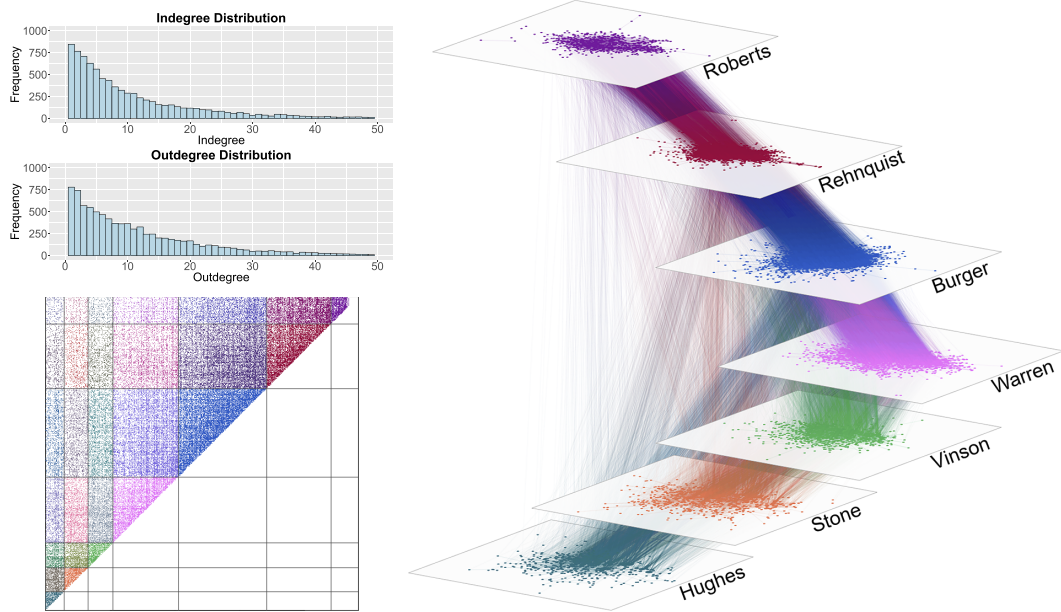 Indegree Distribution
1000
750
500
250
0
Frequency
0 10 20 30 40 50
Indegree
Outdegree Distribution
1000
750
500
250
0
Frequency
0 10 20 30 40 50
Outdegree
Roberts
Rehnquist
Burger
Warren
Vinson
Stone
Hughes